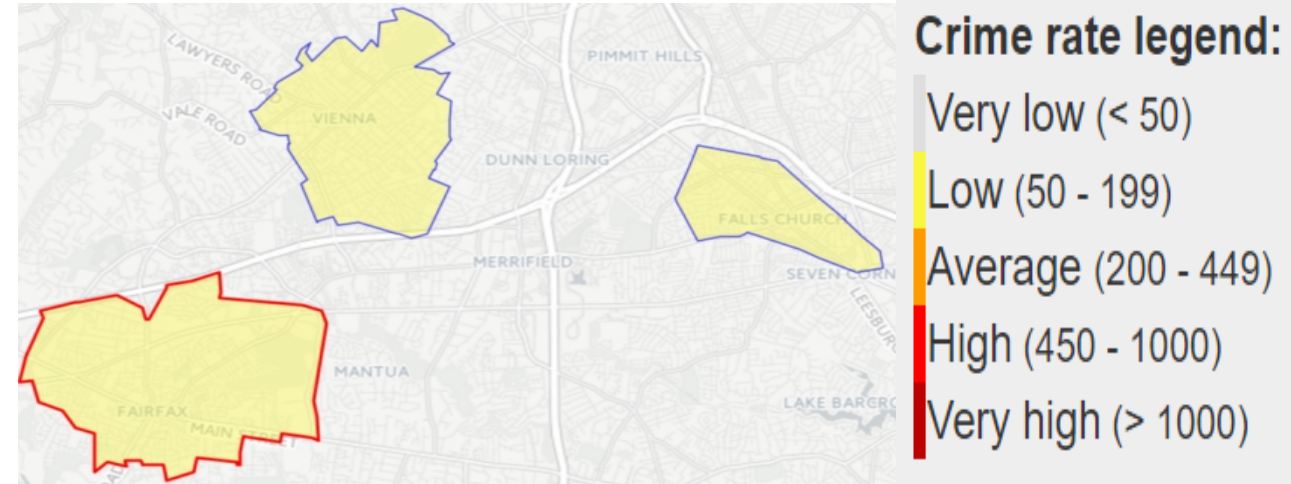 LAWYERS ROAD
PIMMIT HILLS
VALE ROAD
VIENNA
DUNN LORING
FALLS CHURCH
MERRIFIELD
SEVEN CORN
LEESBUR
MANTUA
LAKE BARCRO
FAIRFAX
MAIN STREET
Crime rate legend:
Very low (< 50)
Low (50 - 199)
Average (200 - 449)
High (450 - 1000)
Very high (> 1000)